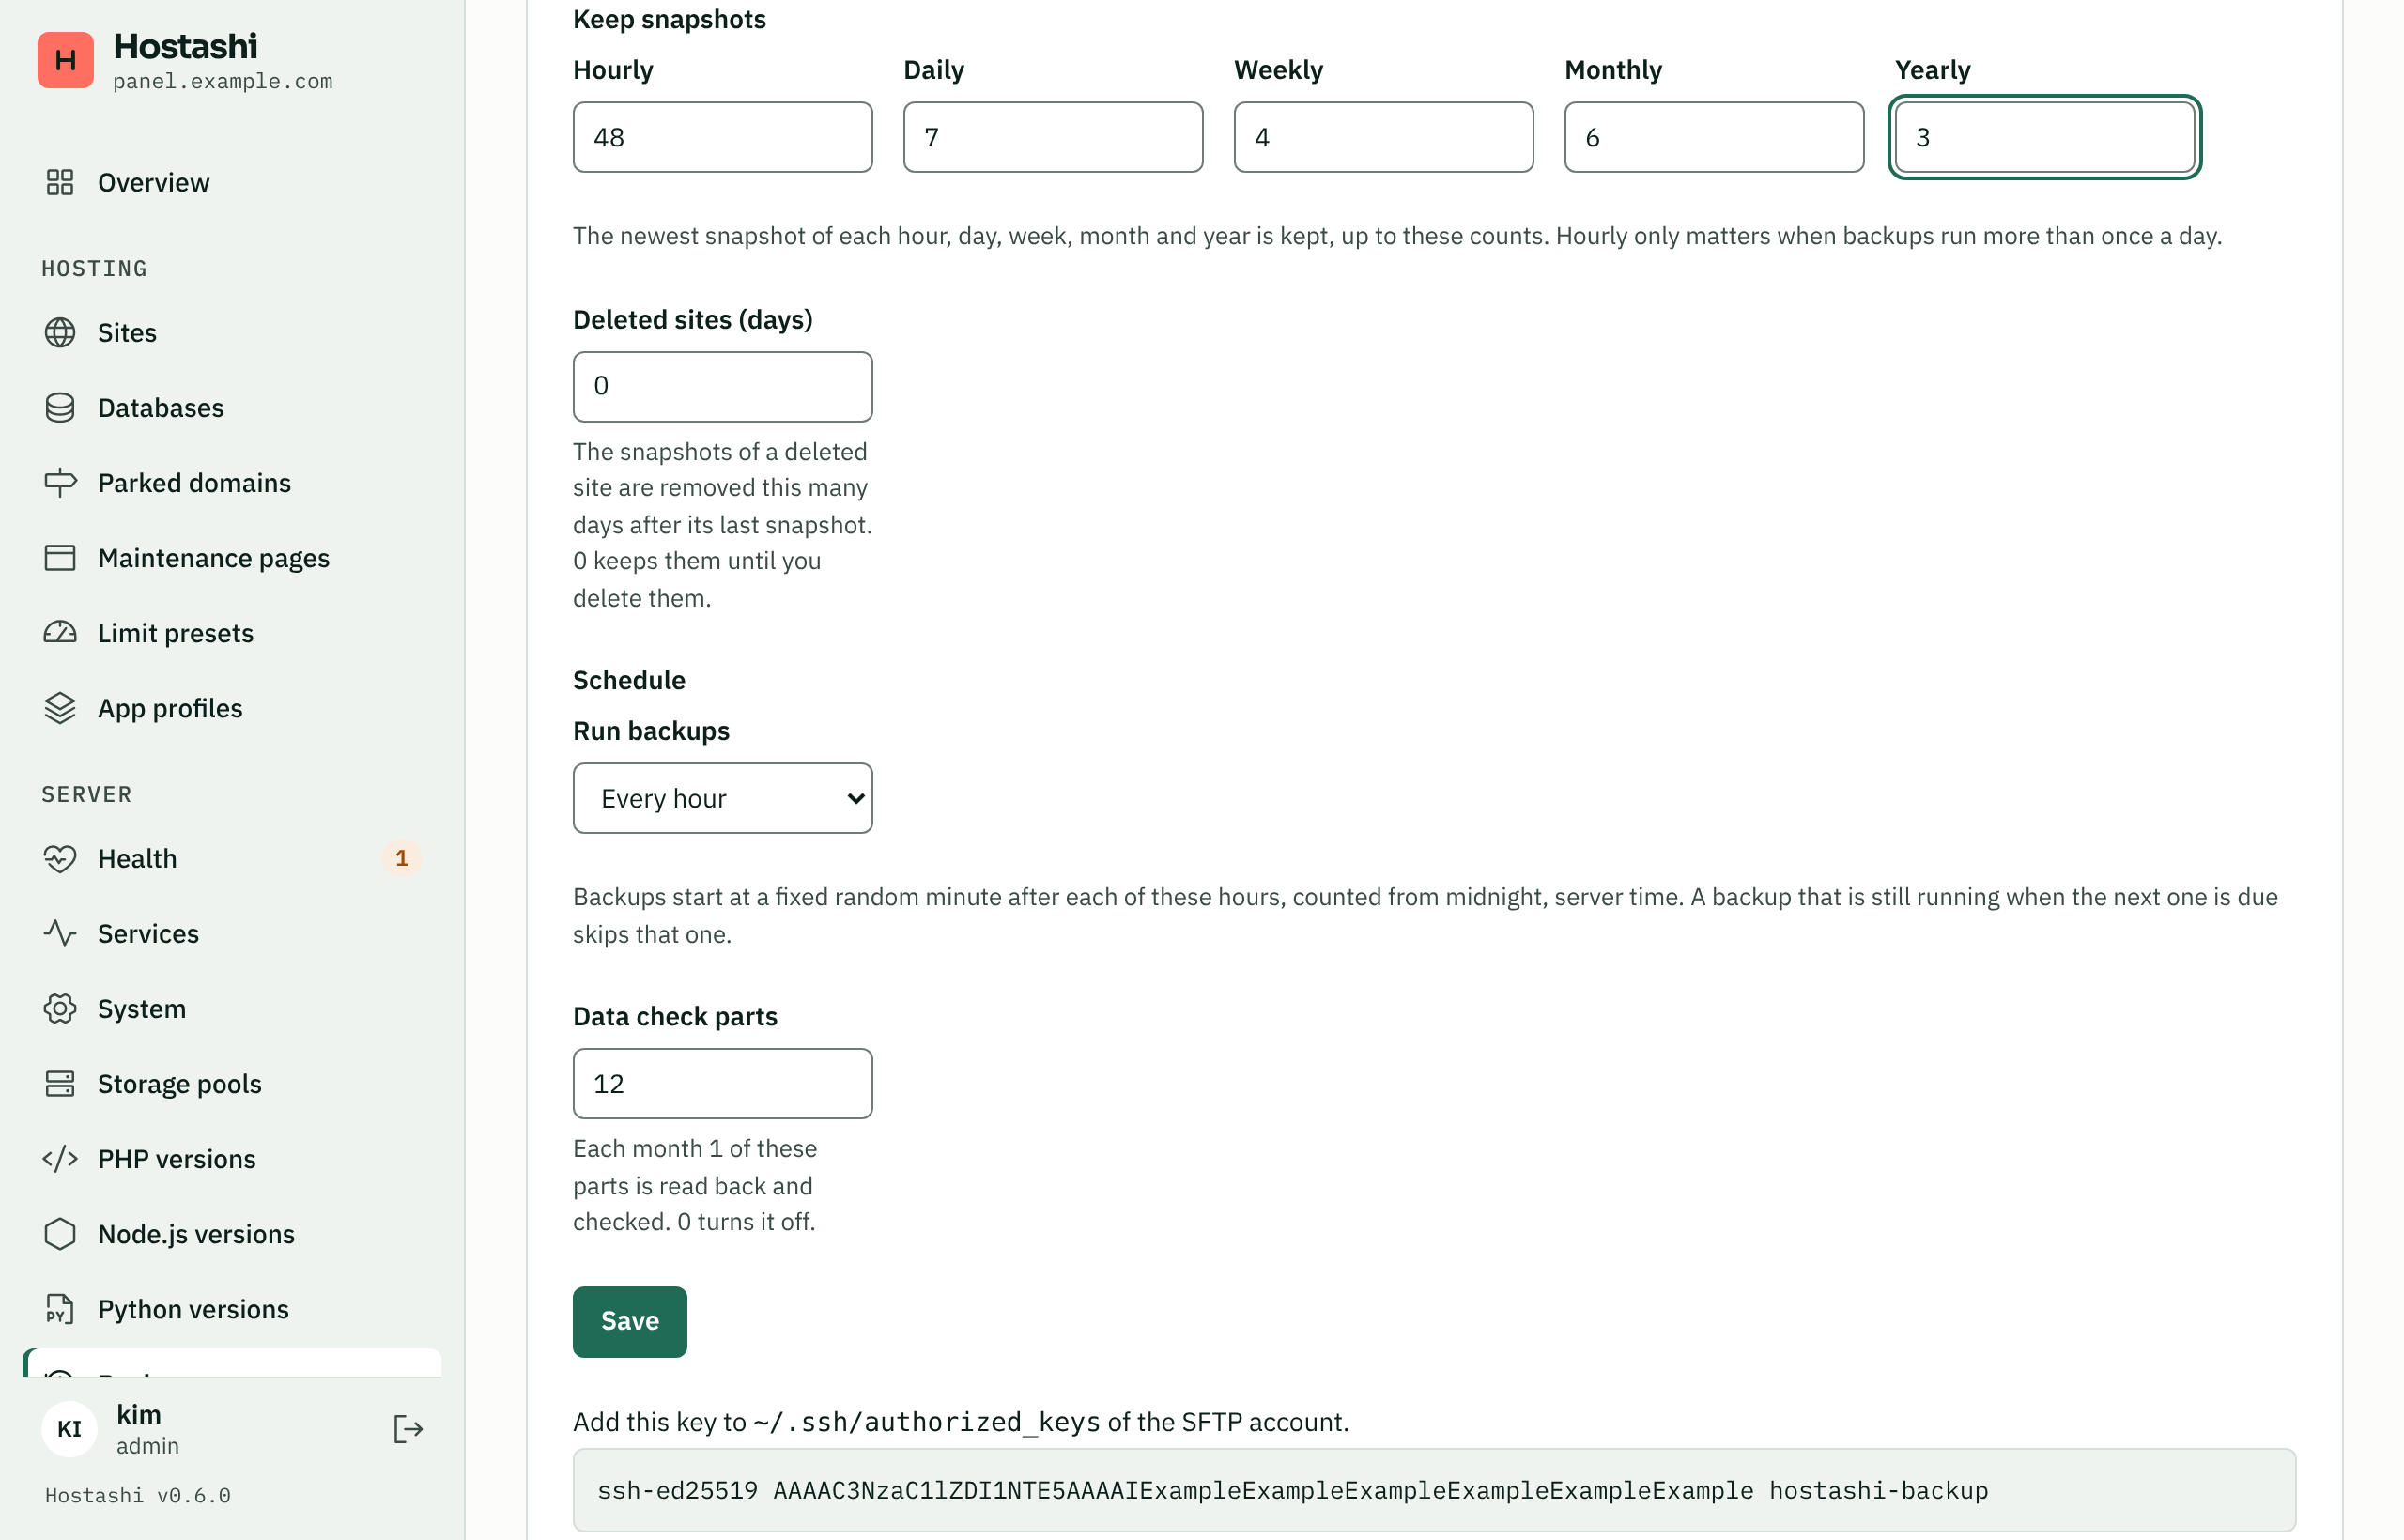 H
Hostashi
panel.example.com
Overview
HOSTING
Sites
Databases
Parked domains
Maintenance pages
Limit presets
App profiles
SERVER
Health
1
Services
System
Storage pools
PHP versions
Node.js versions
PY
Python versions
KI
kim
admin
Hostashi v0.6.0
Keep snapshots
Hourly
Daily
Weekly
Monthly
Yearly
48
7
4
6
3
The newest snapshot of each hour, day, week, month and year is kept, up to these counts. Hourly only matters when backups run more than once a day.
Deleted sites (days)
0
The snapshots of a deleted
site are removed this many
days after its last snapshot.
0 keeps them until you
delete them.
Schedule
Run backups
Every hour
Backups start at a fixed random minute after each of these hours, counted from midnight, server time. A backup that is still running when the next one is due
skips that one.
Data check parts
12
Each month 1 of these
parts is read back and
checked. 0 turns it off.
Save
Add this key to ~/.ssh/authorized_keys of the SFTP account.
ssh-ed25519 AAAAC3NzaC1lZDI1NTE5AAAAIExampleExampleExampleExampleExampleExample hostashi-backup